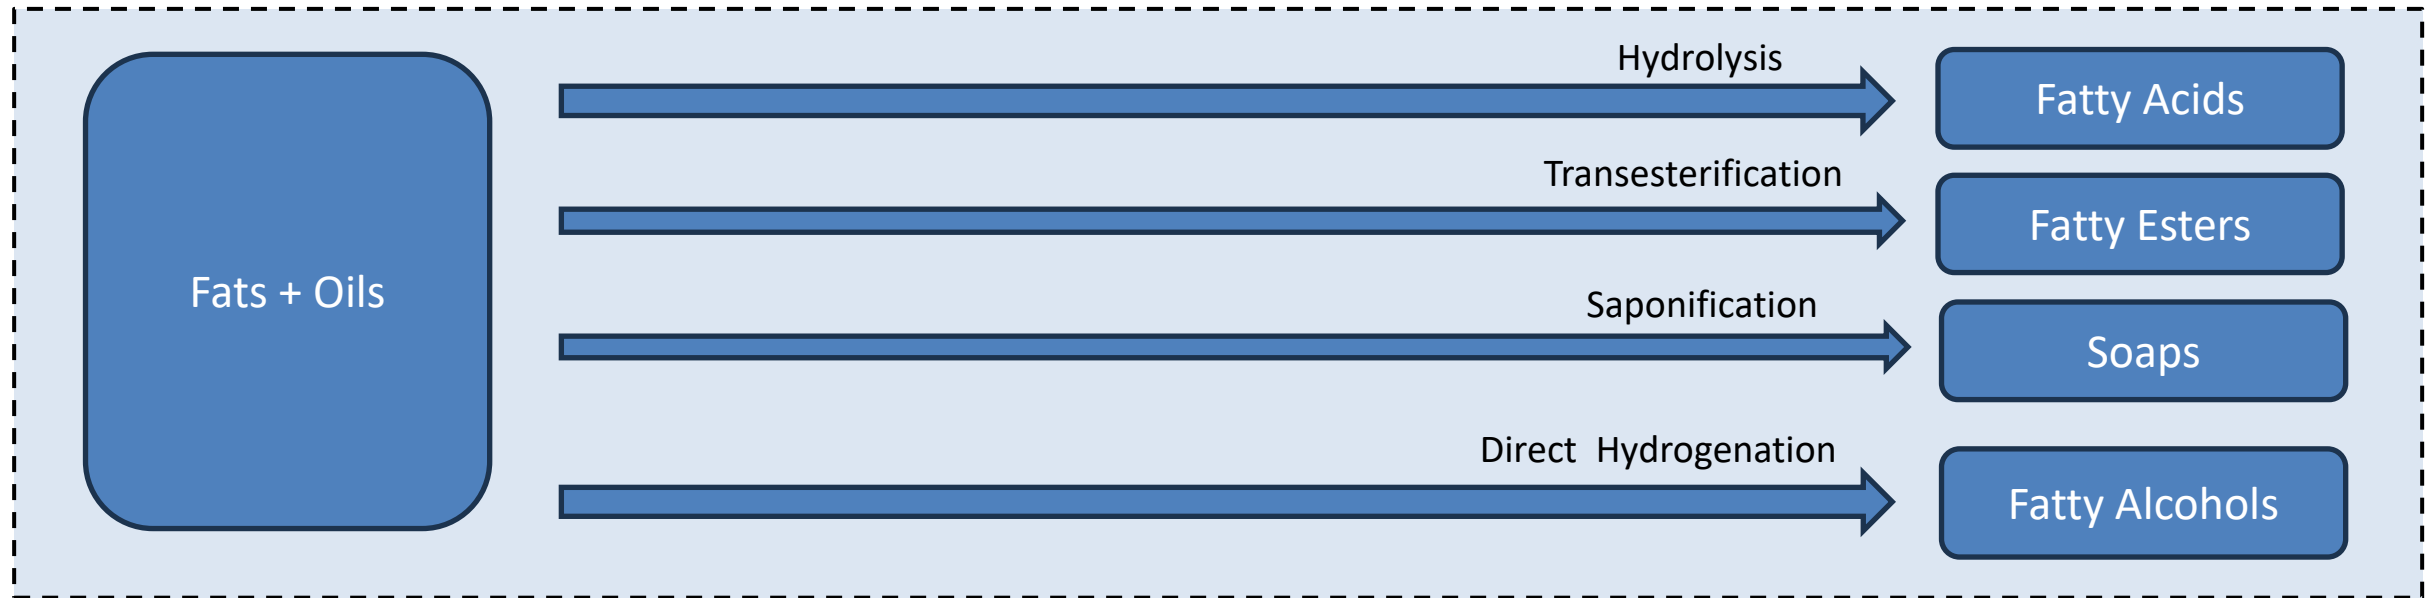 Hydrolysis
Fatty Acids
Transesterification
Fatty Esters
Fats + Oils
Saponification
Soaps
Direct  Hydrogenation
Fatty Alcohols